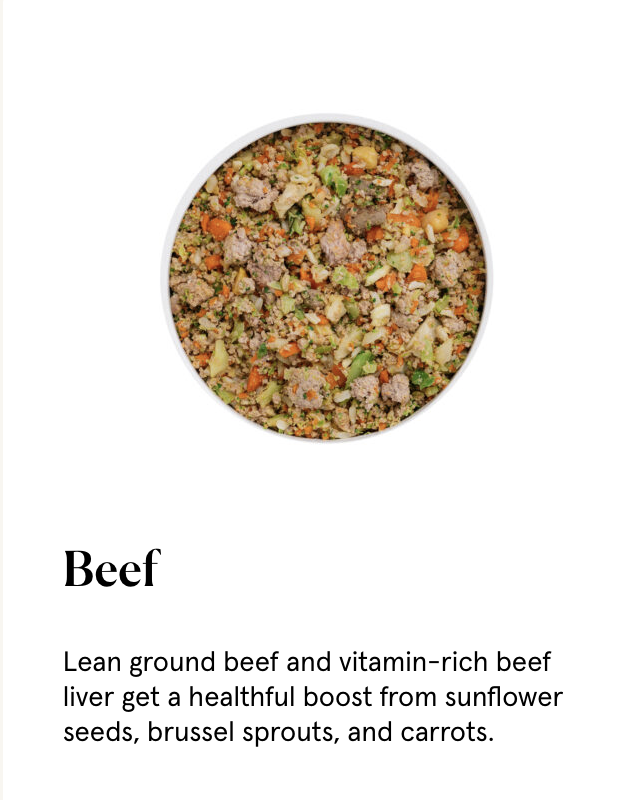 Beef
Lean ground beef and vitamin-rich beef
liver get a healthful boost from sunflower
seeds, brussel sprouts, and carrots.